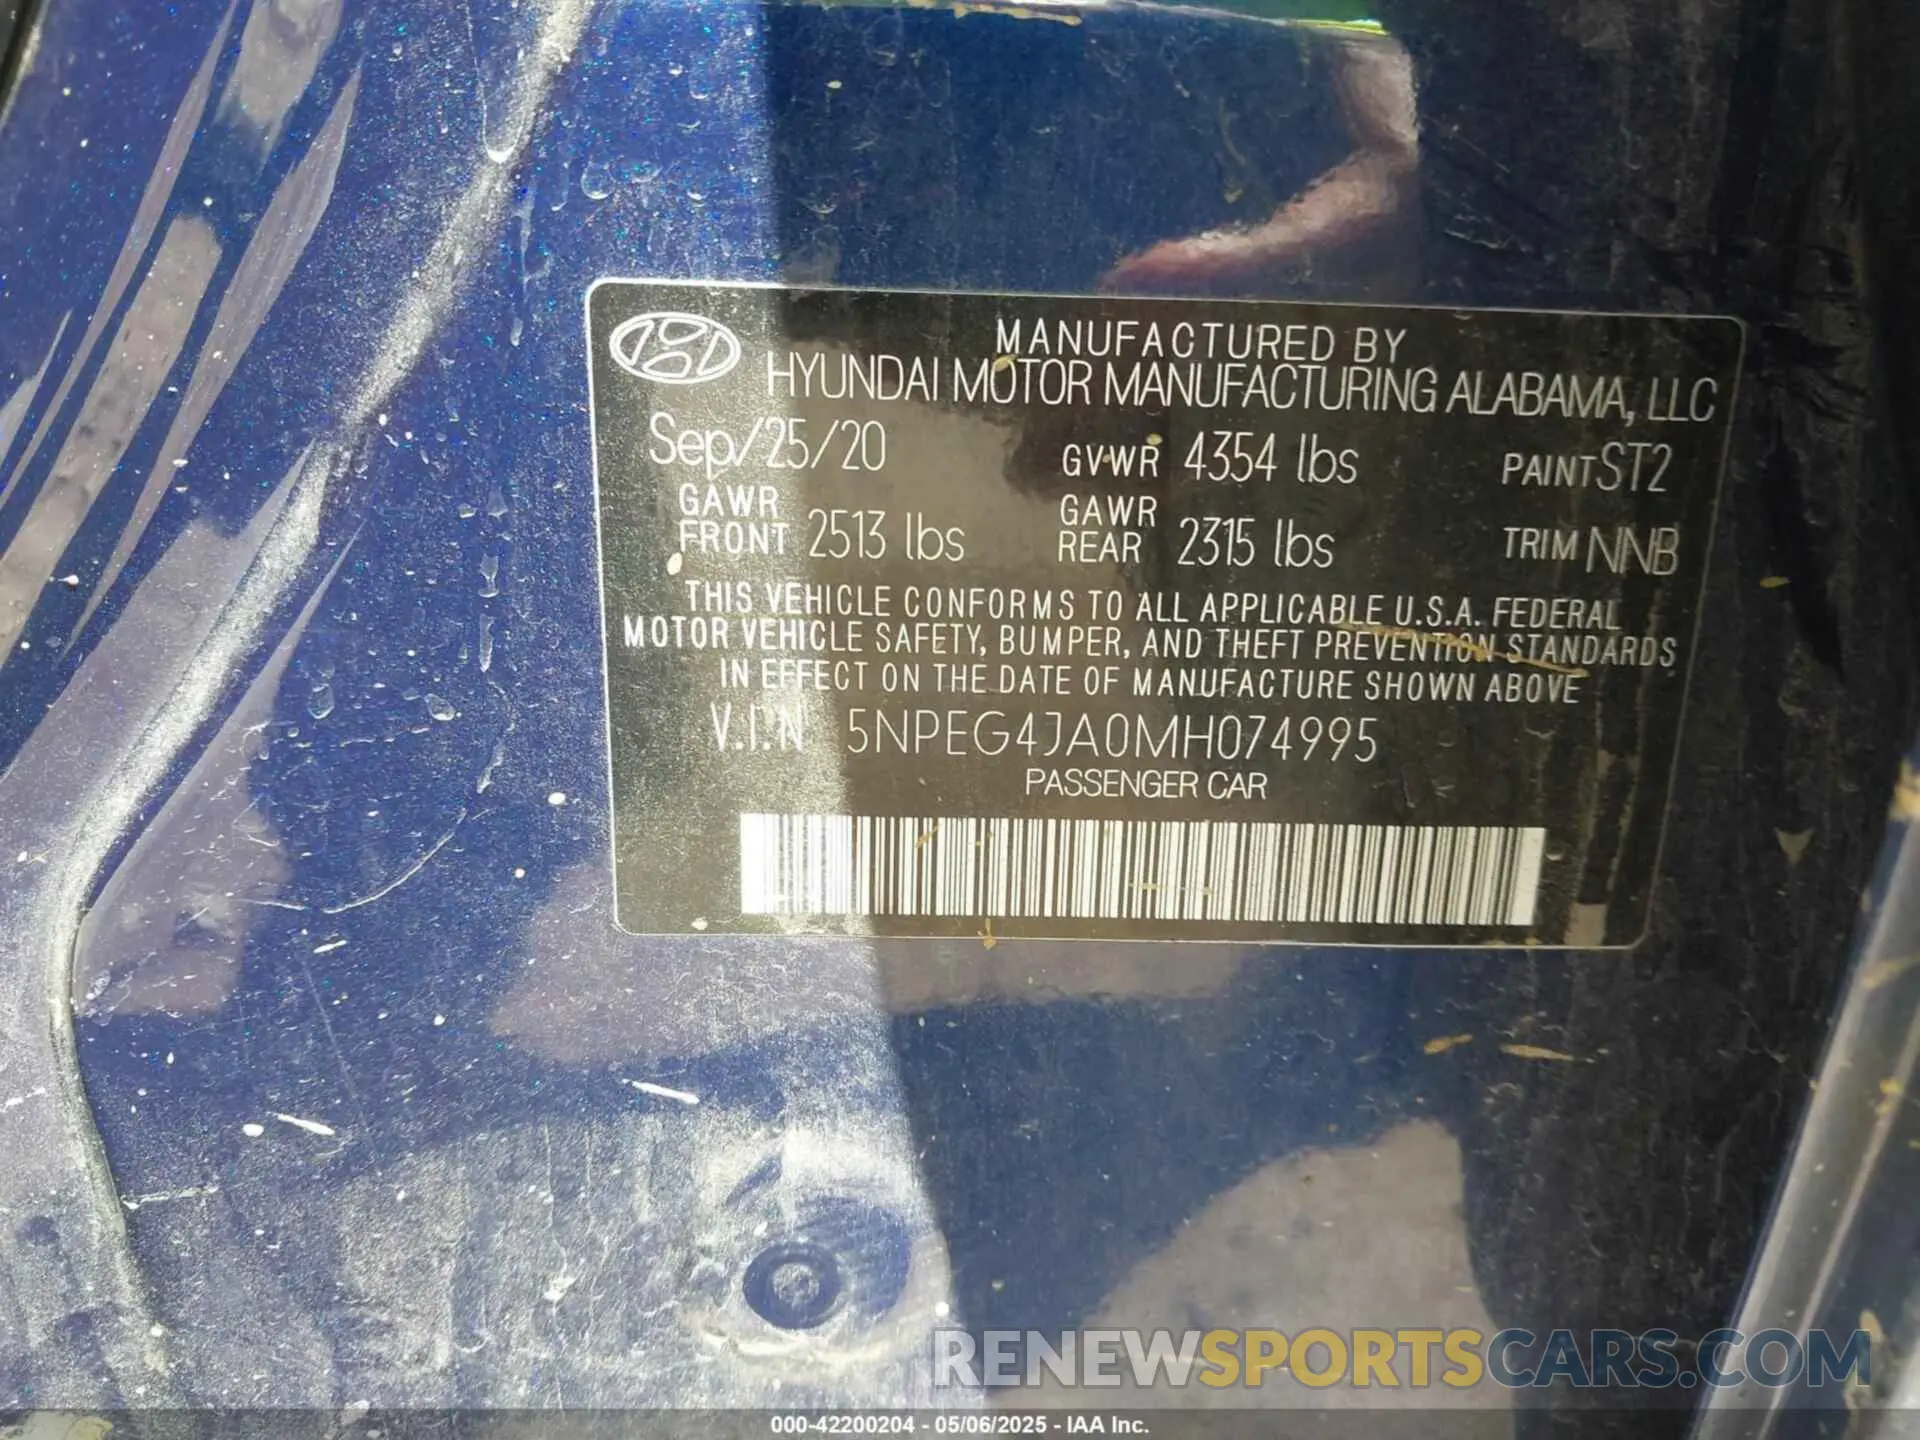 MANUFACTURED BY
HYUNDAI MOTOR MANUFACTURING ALABAMA, LLC
Sep/25/20 GVWR 4354 lbs PAINT ST2
GAWR FRONT 2513 lbs GAWR REAR 2315 lbs TRIM NNB
THIS VEHICLE CONFORMS TO ALL APPLICABLE U.S.A. FEDERAL
MOTOR VEHICLE SAFETY, BUMPER, AND THEFT PREVENTION STANDARDS
IN EFFECT ON THE DATE OF MANUFACTURE SHOWN ABOVE
V.I.N 5NPEG4JA0MH074995
PASSENGER CAR
RENEWSPORTSCARS.COM
000-42200204 - 05/06/2025 - IAA Inc.